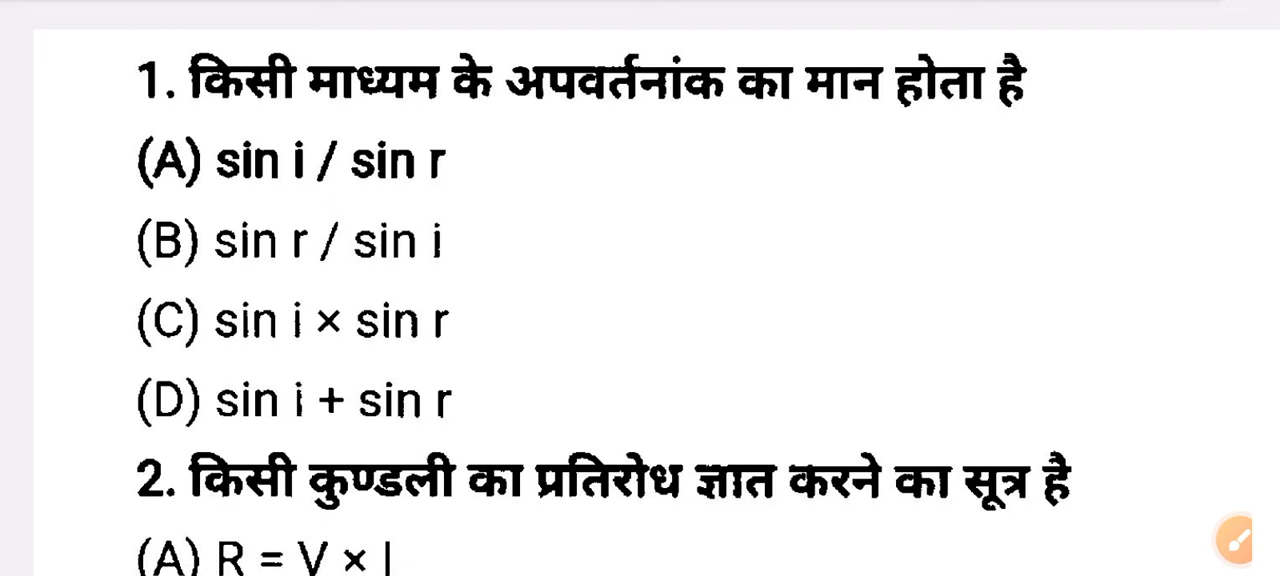 1. किसी माध्यम के अपवर्तनांक का मान होता है
(A) sin i / sin r
(B) sin r / sin i
(C) sin i × sin r
(D) sin i + sin r
2. किसी कुण्डली का प्रतिरोध ज्ञात करने का सूत्र है
(A) R = V × I